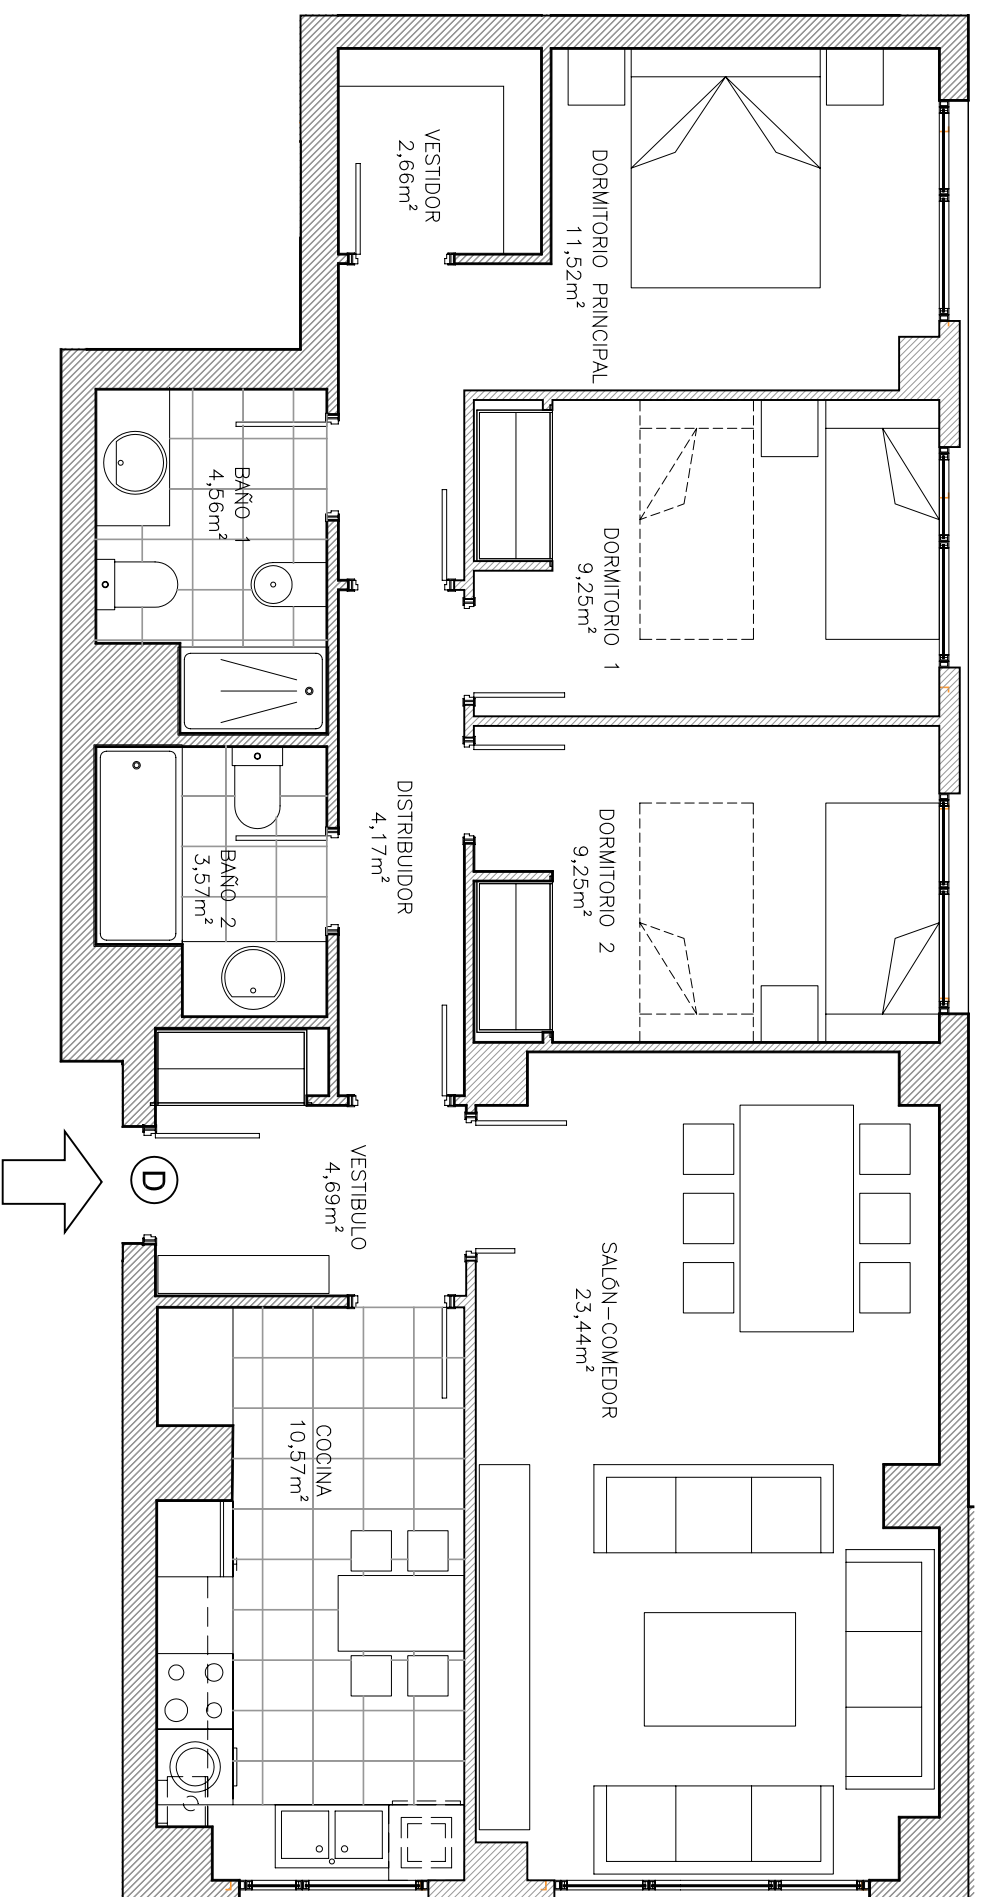 VESTIDOR
2,66m²
DORMITORIO PRINCIPAL
11,52m²
BAÑO 1
4,56m²
DORMITORIO 1
9,25m²
DISTRIBUIDOR
4,17m²
BAÑO 2
3,57m²
DORMITORIO 2
9,25m²
D
VESTIBULO
4,69m²
SALÓN-COMEDOR
23,44m²
COCINA
10,57m²